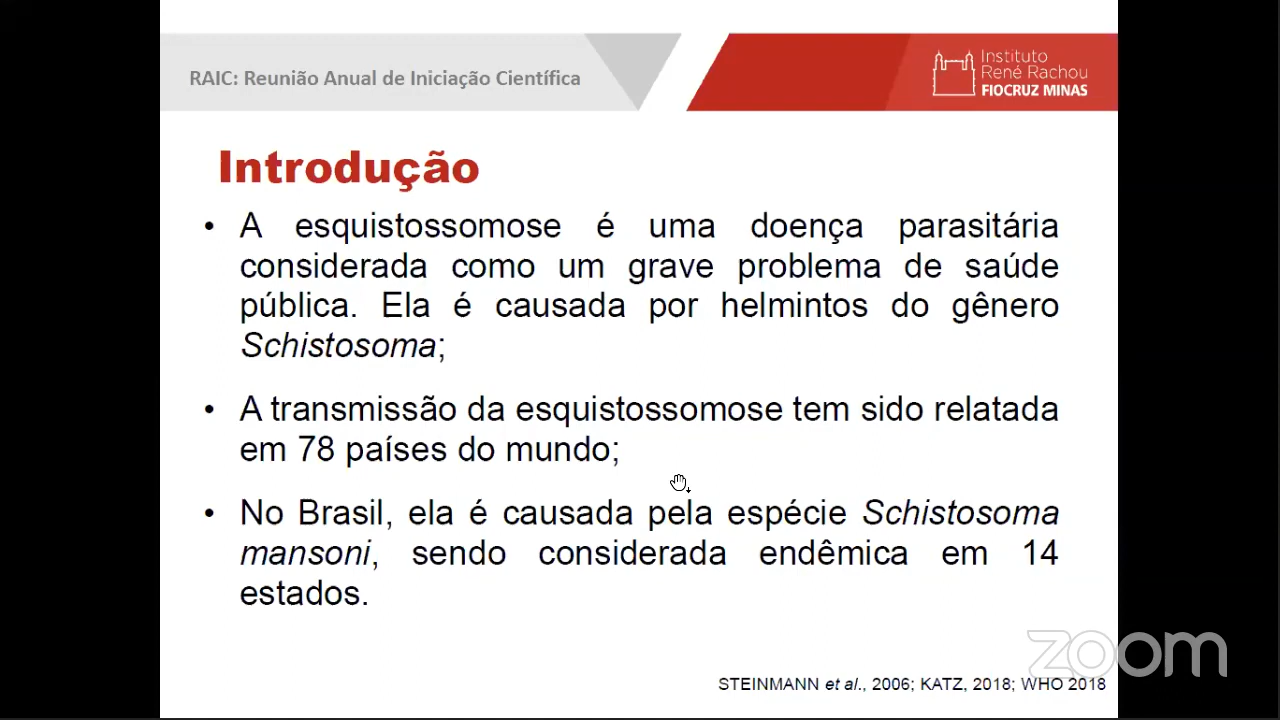 RAIC: Reunião Anual de Iniciação Científica
Instituto
René Rachou
FIOCRUZ MINAS
Introdução
• A esquistossomose é uma doença parasitária
considerada como um grave problema de saúde
pública. Ela é causada por helmintos do gênero
Schistosoma;
• A transmissão da esquistossomose tem sido relatada
em 78 países do mundo;
• No Brasil, ela é causada pela espécie Schistosoma
mansoni, sendo considerada endêmica em 14
estados.
zoom
STEINMANN et al., 2006; KATZ, 2018; WHO 2018